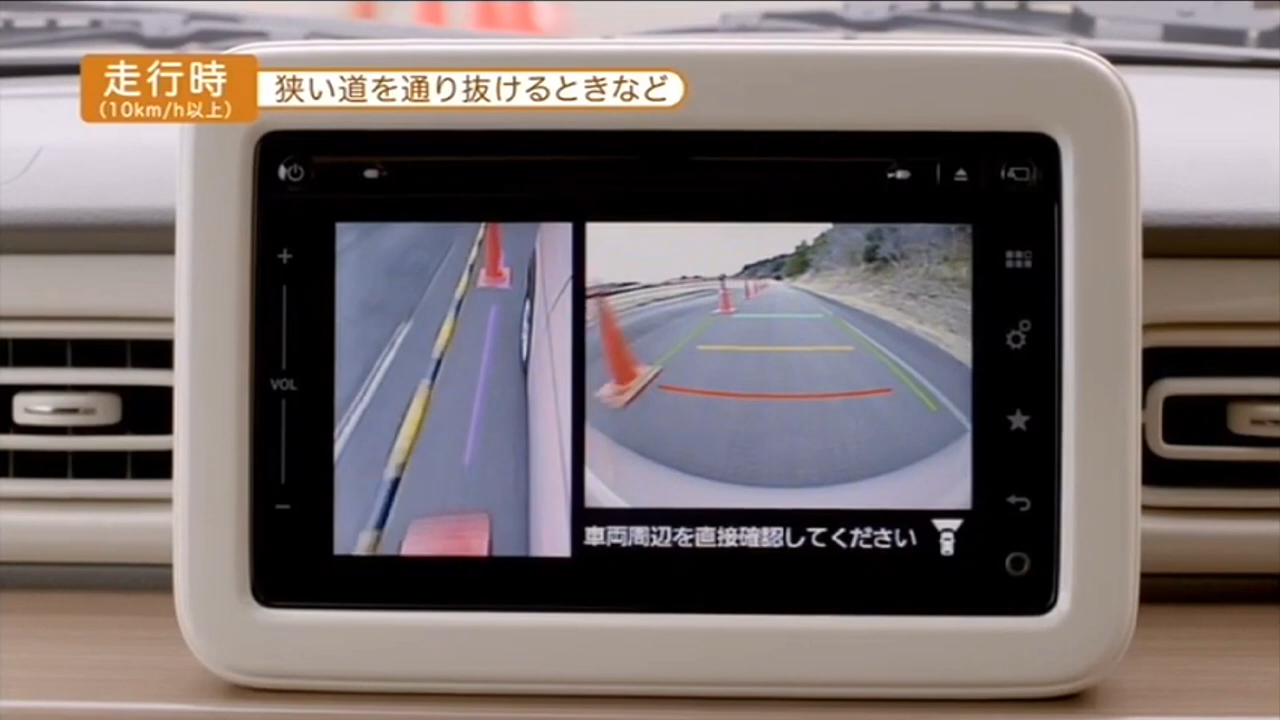 走行時
(10km/h以上)
狭い道を通り抜けるときなど
+
VOL
−
車両周辺を直接確認してください